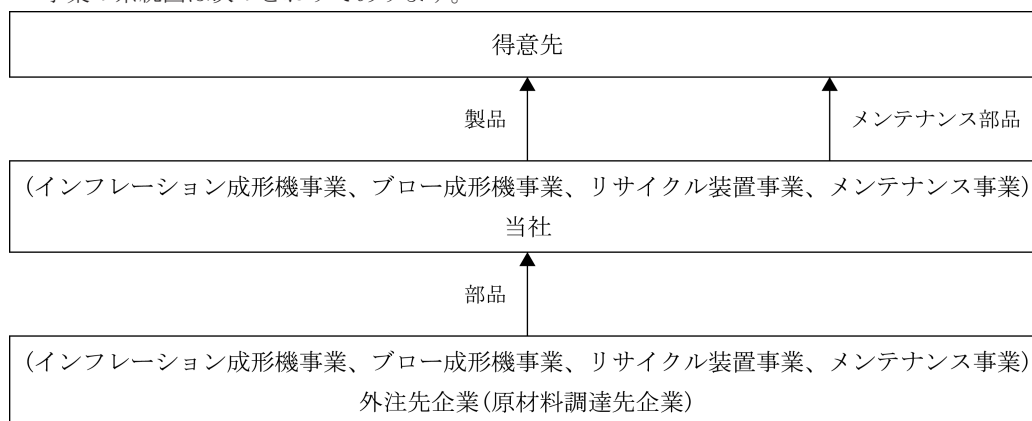 事業の系統図は次のとおりであります。
得意先
製品
メンテナンス部品
(インフレーション成形機事業、ブロー成形機事業、リサイクル装置事業、メンテナンス事業)
当社
部品
(インフレーション成形機事業、ブロー成形機事業、リサイクル装置事業、メンテナンス事業)
外注先企業(原材料調達先企業)